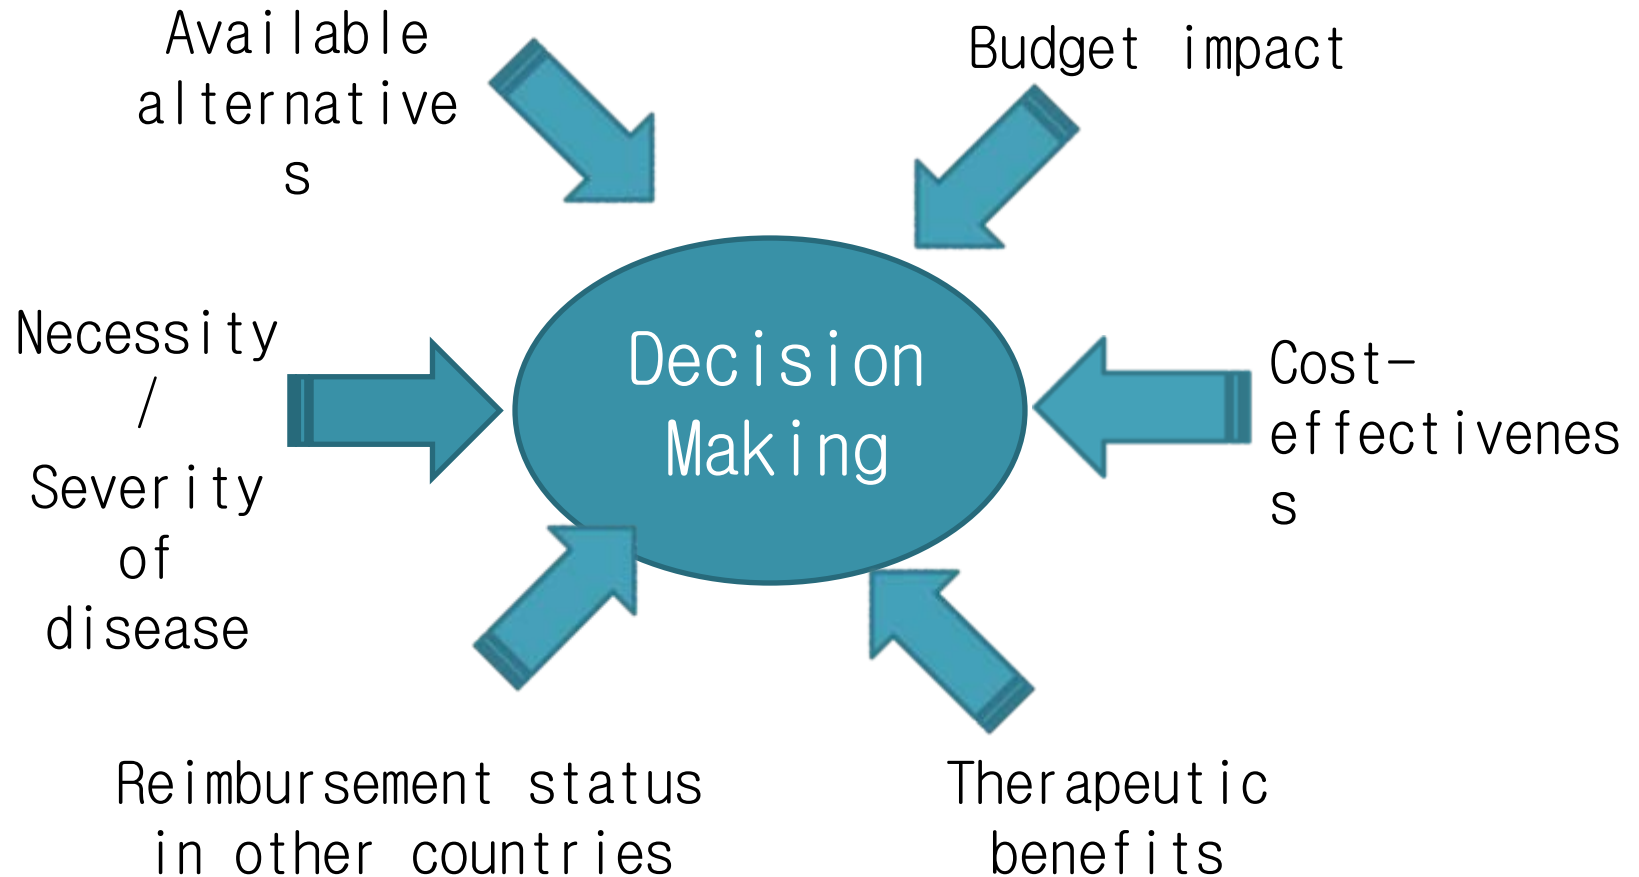 Available
alternative
s
Budget impact
Necessity
/
Severity
of
disease
Decision
Making
Cost-
effectivenes
s
Reimbursement status
in other countries
Therapeutic
benefits